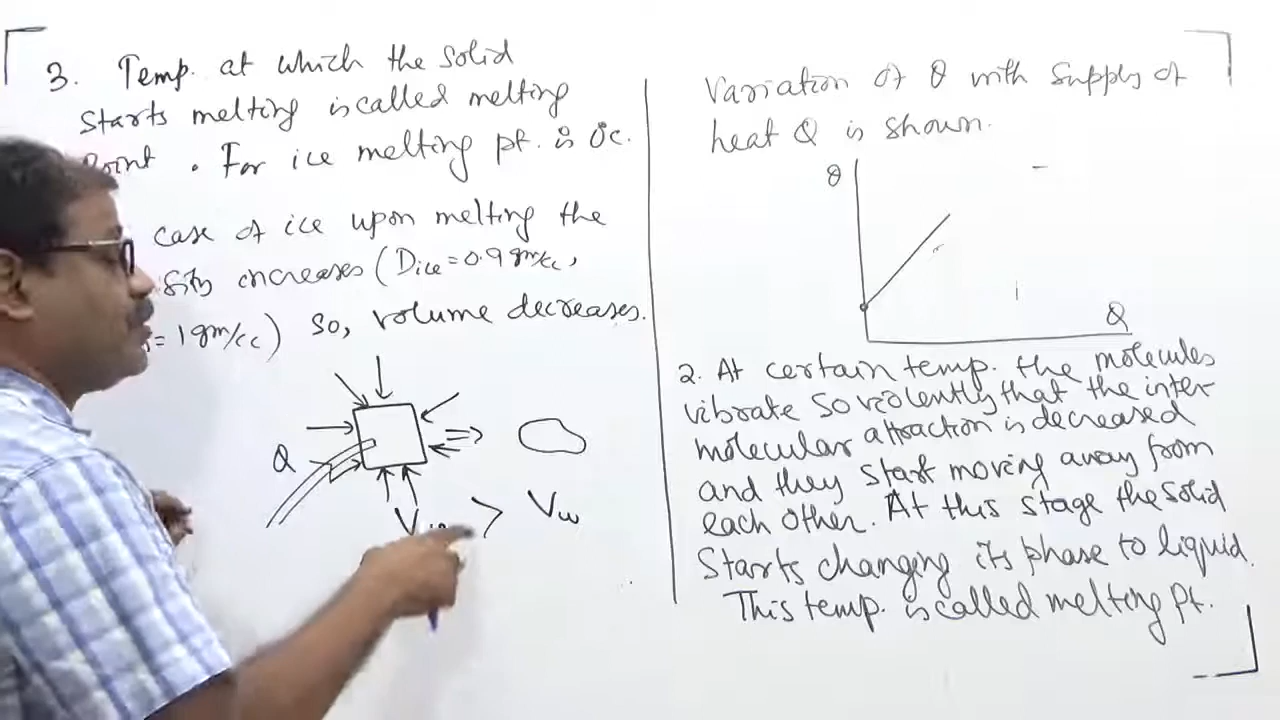 3. Temp. at which the solid
starts melting is called melting
point. For ice melting pt. is 0°c.
case of ice upon melting the
sity increases (Dice = 0.9 gm/cc,
= 1 gm/cc) So, volume decreases.
Q
V > Vw
Variation of θ with supply of
heat Q is shown.
θ
Q
2. At certain temp. the molecules
vibrate so violently that the inter-
molecular attraction is decreased
and they start moving away from
each other. At this stage the solid
starts changing its phase to liquid.
This temp. is called melting pt.